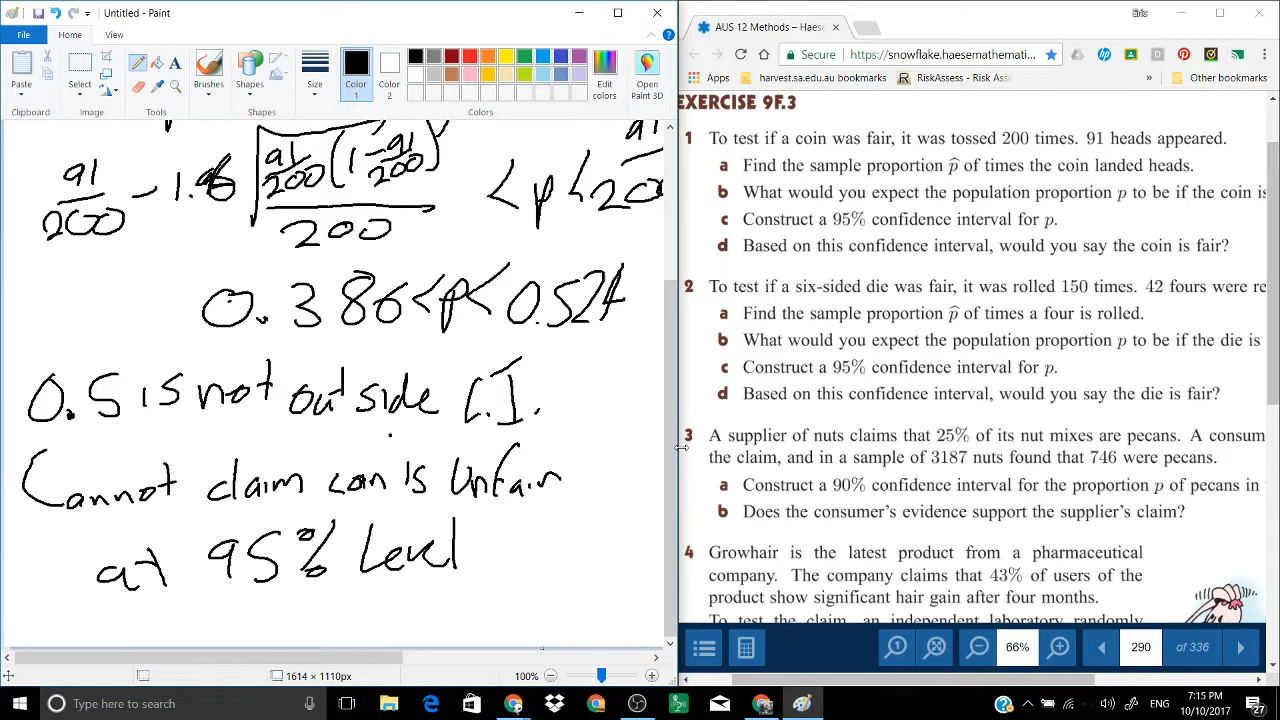 Untitled - Paint
File
Home
View
Paste
Select
Brushes
Shapes
Size
Color 1
Color 2
Edit colors
Open Paint 3D
Clipboard
Image
Tools
Shapes
Colors
91/200 - 1.96 √(91/200 (1 - 91/200) / 200) < p < 91/200
0.386 < p < 0.524
0.5 is not outside C.I.
Cannot claim coin is Unfair
at 95% Level
1614 × 1110px
100%
Eric
AUS 12 Methods – Haese
Secure
https://snowflake.haesemathemati
Apps
harvest.sa.edu.au bookmarks
RiskAssess - Risk Asse
»
Other bookmarks
EXERCISE 9F.3
1 To test if a coin was fair, it was tossed 200 times. 91 heads appeared.
a Find the sample proportion p̂ of times the coin landed heads.
b What would you expect the population proportion p to be if the coin is
c Construct a 95% confidence interval for p.
d Based on this confidence interval, would you say the coin is fair?
2 To test if a six-sided die was fair, it was rolled 150 times. 42 fours were re
a Find the sample proportion p̂ of times a four is rolled.
b What would you expect the population proportion p to be if the die is
c Construct a 95% confidence interval for p.
d Based on this confidence interval, would you say the die is fair?
3 A supplier of nuts claims that 25% of its nut mixes are pecans. A consum
the claim, and in a sample of 3187 nuts found that 746 were pecans.
a Construct a 90% confidence interval for the proportion p of pecans in
b Does the consumer's evidence support the supplier's claim?
4 Growhair is the latest product from a pharmaceutical
company. The company claims that 43% of users of the
product show significant hair gain after four months.
To test the claim, an independent laboratory randomly
66%
290
of 336
Type here to search
ENG
7:15 PM
10/10/2017
27